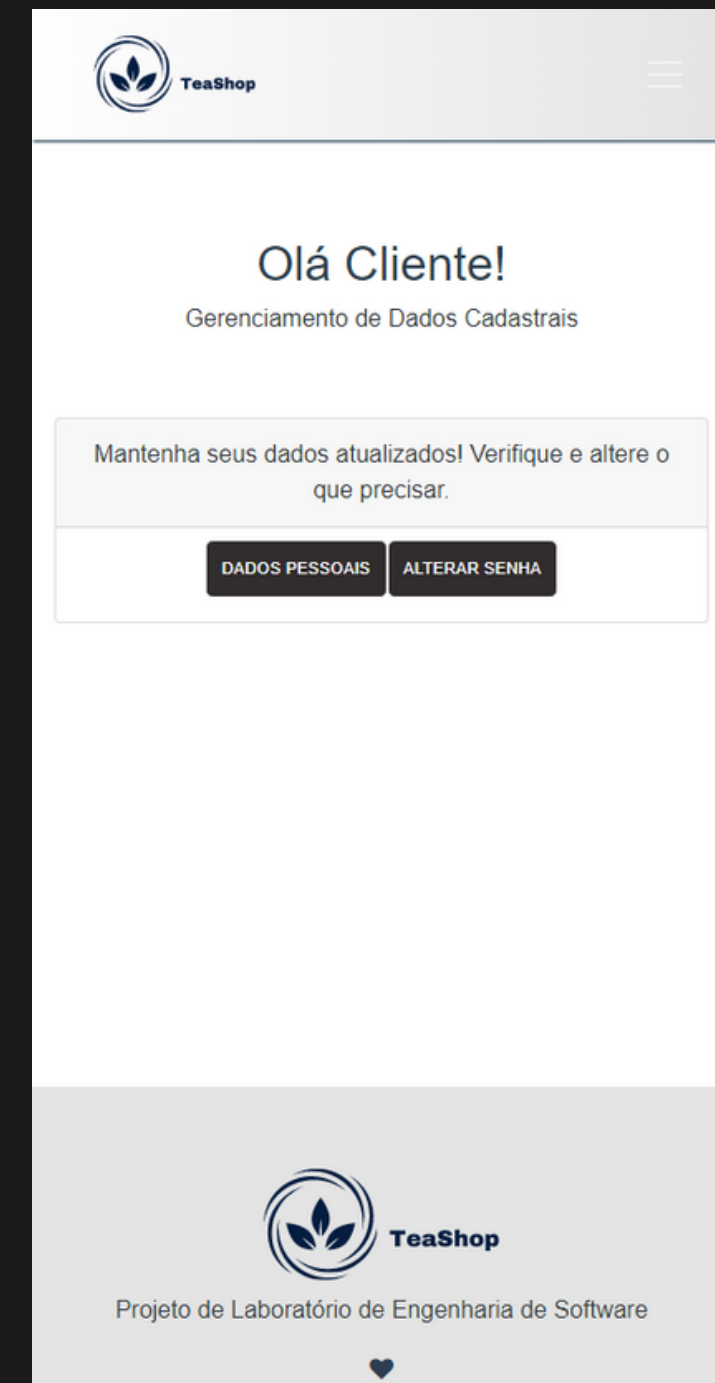 TeaShop
Olá Cliente!
Gerenciamento de Dados Cadastrais
Mantenha seus dados atualizados! Verifique e altere o
que precisar.
DADOS PESSOAIS ALTERAR SENHA
TeaShop
Projeto de Laboratório de Engenharia de Software